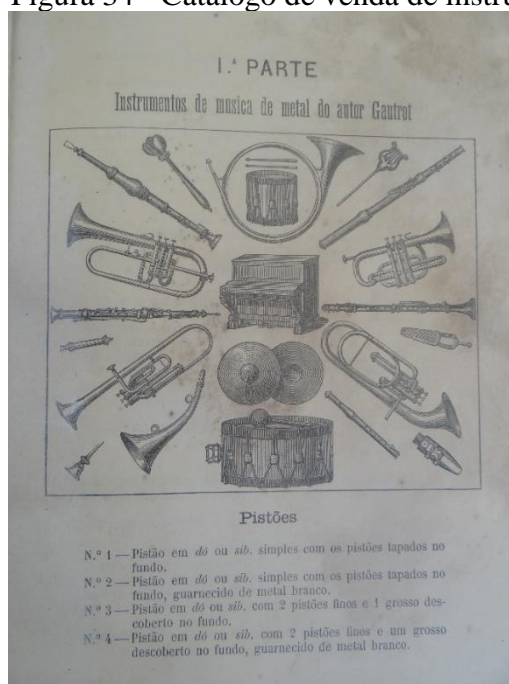 Figura 34 - Catálogo de venda de instru
1.ª PARTE
Instrumentos de musica de metal do autor Gautrot
Pistões
N.º 1 — Pistão em dó ou sib. simples com os pistões tapados no
fundo.
N.º 2 — Pistão em dó ou sib. simples com os pistões tapados no
fundo, guarnecido de metal branco.
N.º 3 — Pistão em dó ou sib. com 2 pistões finos e 1 grosso des-
coberto no fundo.
N.º 4 — Pistão em dó ou sib. com 2 pistões finos e um grosso
descoberto no fundo, guarnecido de metal branco.